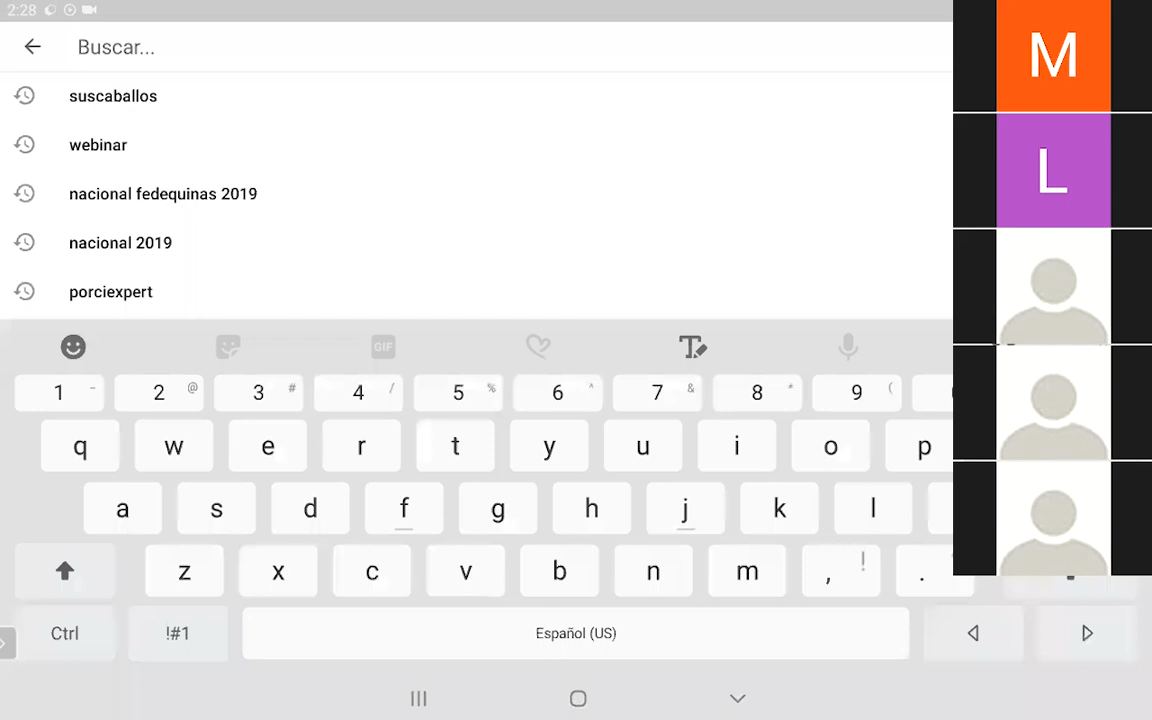 2:28
Buscar...
suscaballos
webinar
nacional fedequinas 2019
nacional 2019
porciexpert
GIF
1 - 2 @ 3 # 4 / 5 % 6 ^ 7 & 8 * 9 (
q w e r t y u i o p
a s d f g h j k l
z x c v b n m , ! .
Ctrl !#1 Español (US)
M
L